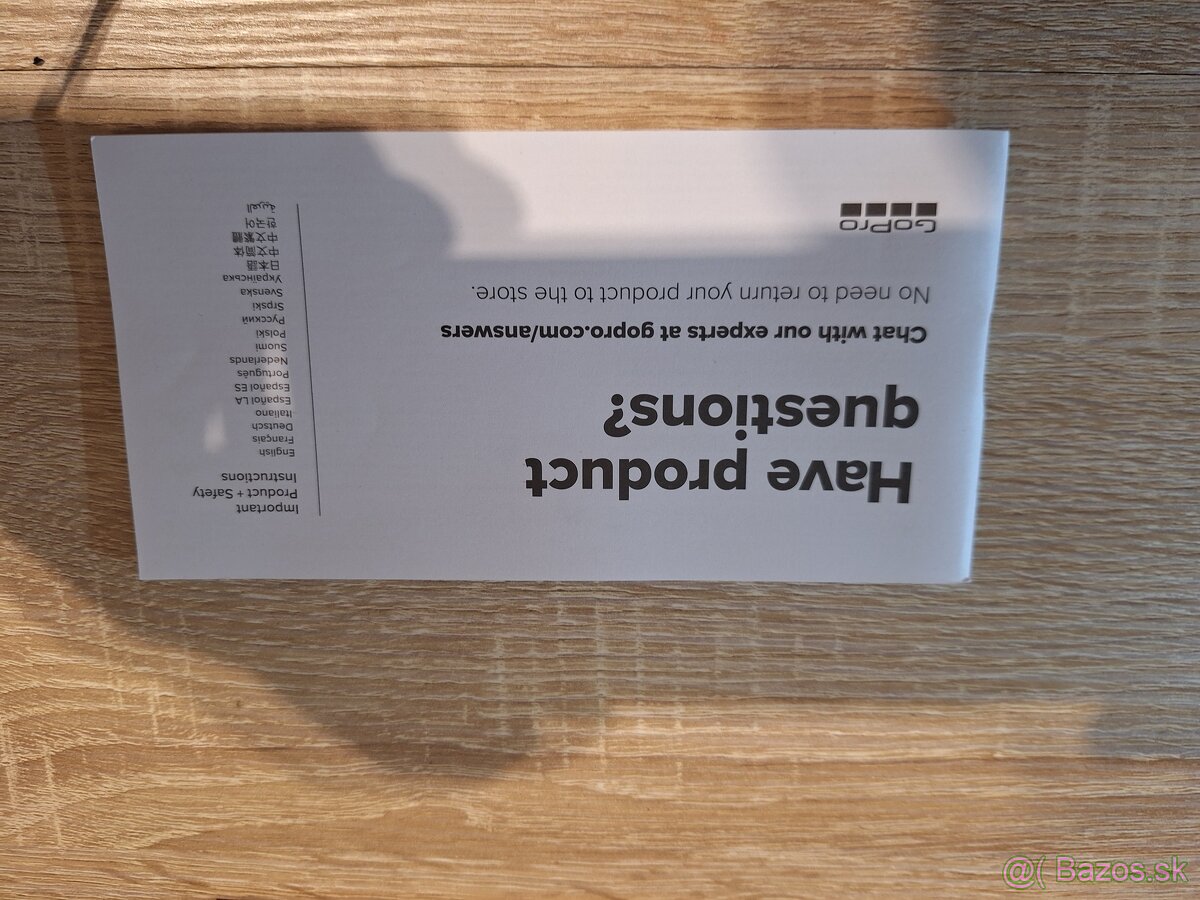 Have product
questions?
Chat with our experts at gopro.com/answers
No need to return your product to the store.
GoPro
Important
Product + Safety
Instructions
English
Français
Deutsch
Italiano
Español LA
Español ES
Português
Nederlands
Suomi
Polski
Русский
Srpski
Svenska
Українська
日本語
中文简体
中文繁體
한국어
العربية
@( Bazos.sk